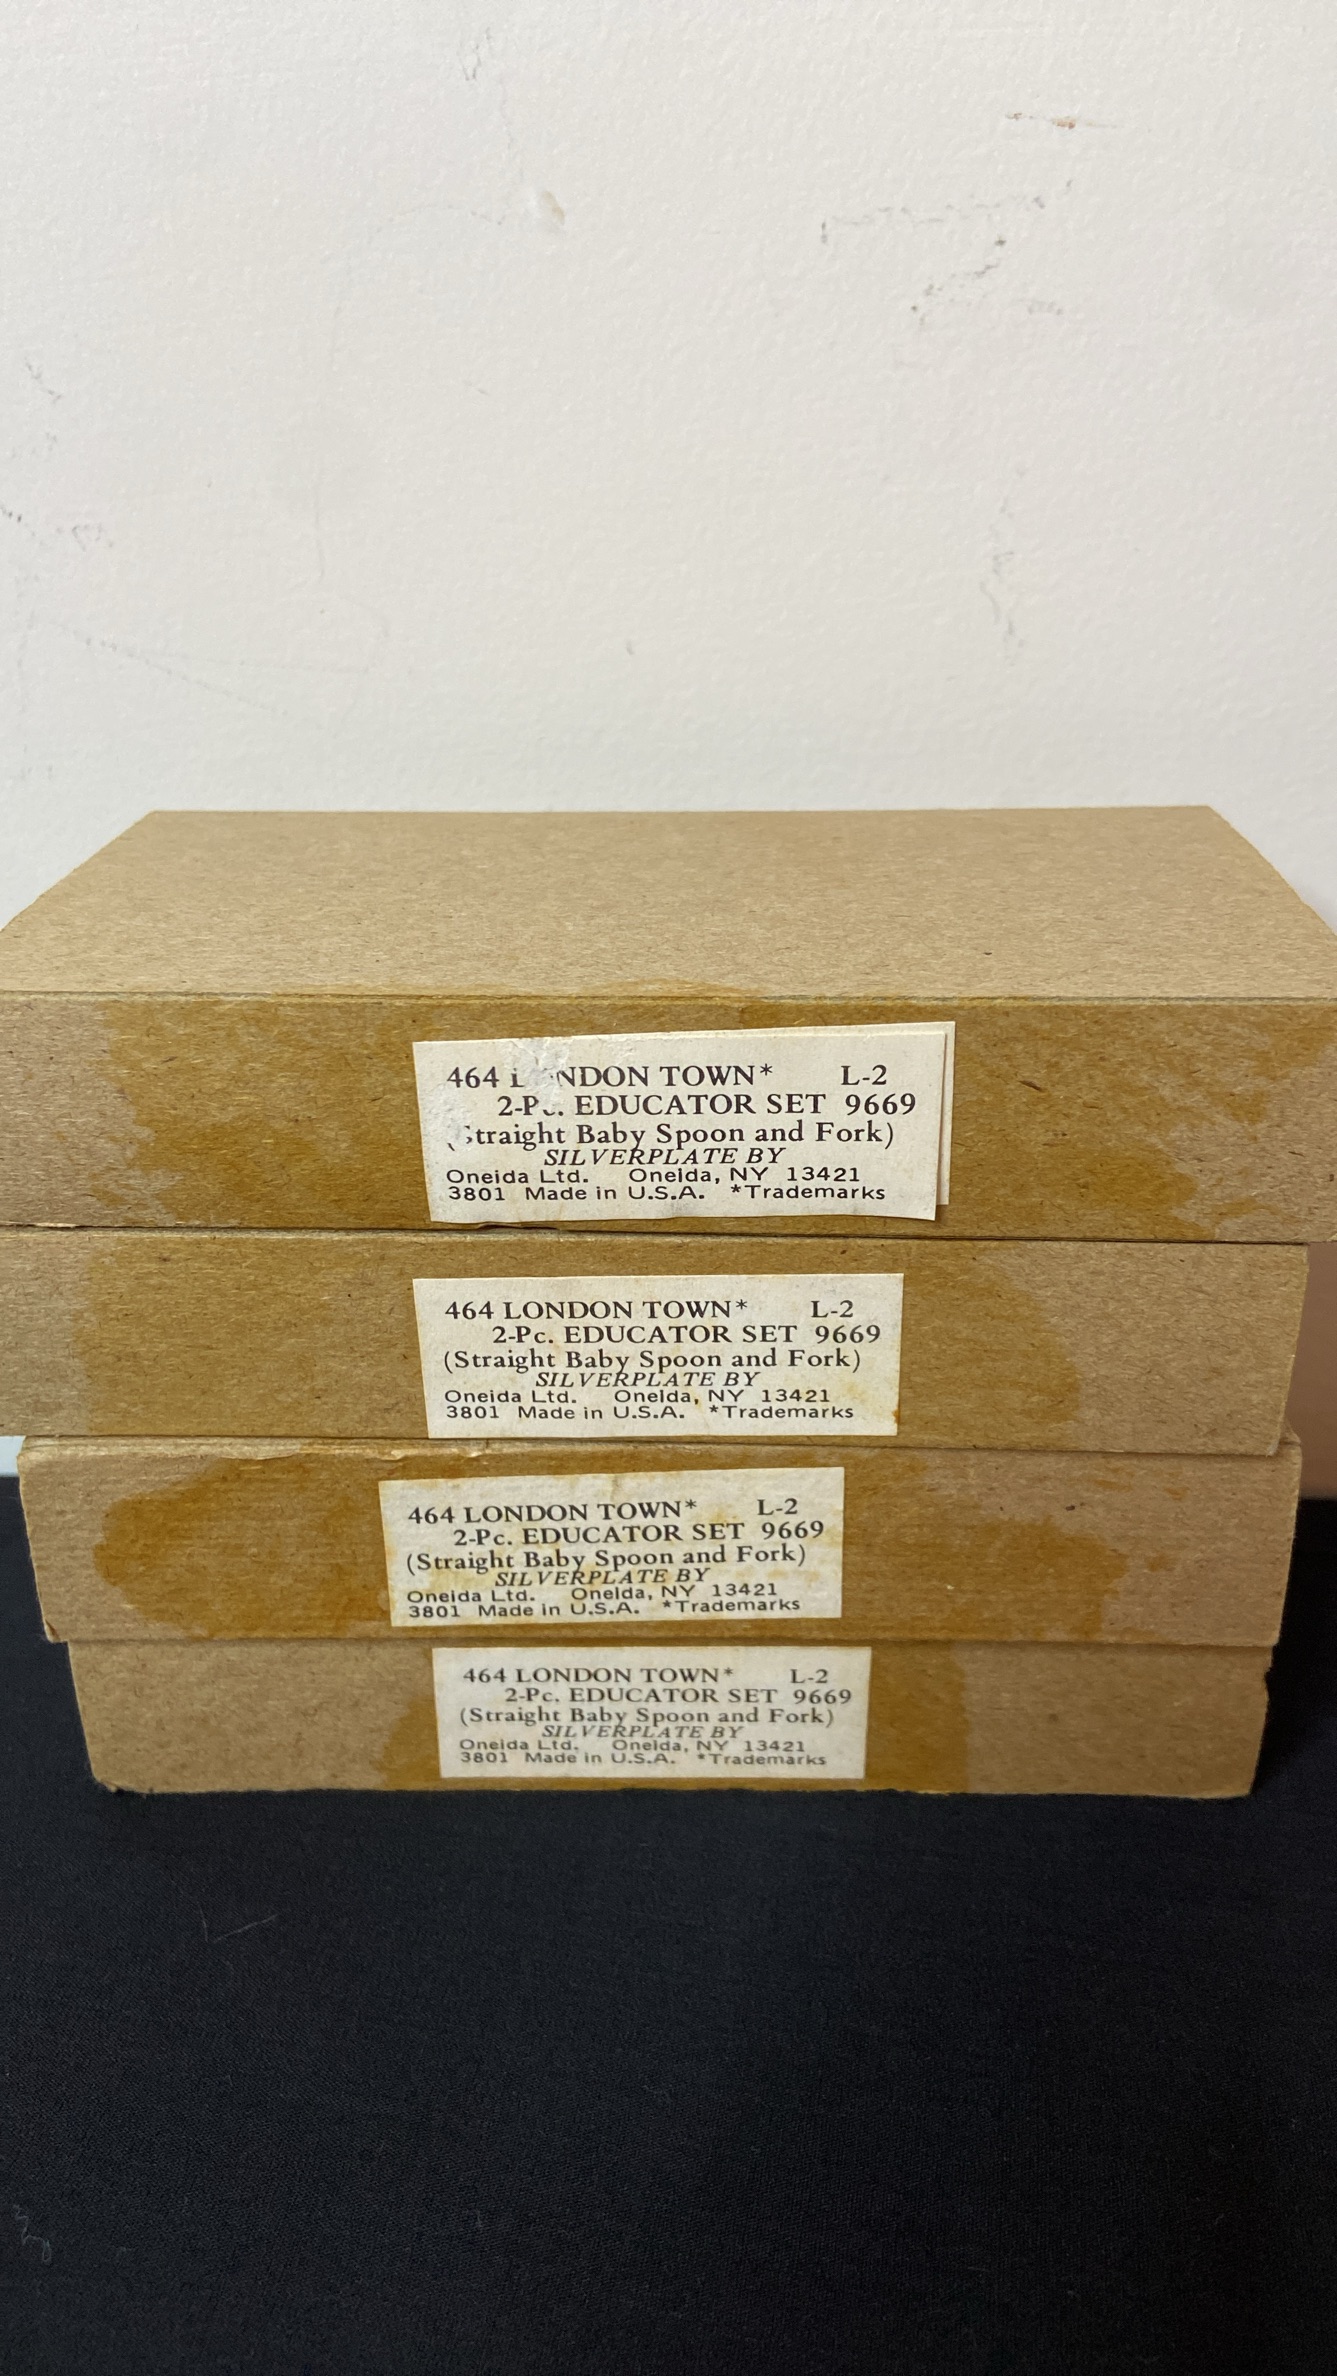 464 NDON TOWN* L-2
EDUCATOR SET 9669
Baby Spoon and Fork)
SILVERPLATE BY
Oneida Ltd. Oneida, NY 13421
3801 Made in U.S.A. *Trademarks
464 LONDON TOWN* L-2
2-Pc. EDUCATOR SET 9669
(Straight Baby Spoon and Fork)
SILVERPLATE BY
Oneida Ltd. Oneida, NY 13421
3801 Made in U.S.A. *Trademarks
464 LONDON TOWN* L-2
2-Pc. EDUCATOR SET 9669
(Straight Baby Spoon and Fork)
SILVERPLATE BY
Oneida Ltd. Oneida, NY 13421
3801 Made in U.S.A. *Trademarks
464 LONDON TOWN* L-2
2-Pc. EDUCATOR SET 9669
(Straight Baby Spoon and Fork)
SILVERPLATE BY
Oneida Ltd. Oneida, NY 13421
3801 Made in U.S.A. *Trademarks